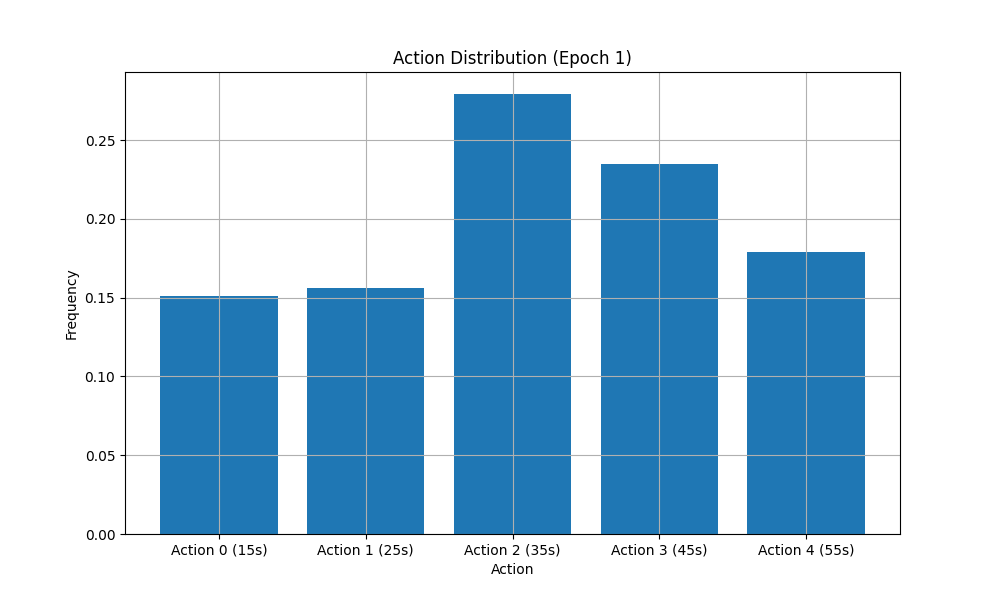 Action Distribution (Epoch 1)
Frequency
0.25
0.20
0.15
0.10
0.05
0.00
Action 0 (15s) Action 1 (25s) Action 2 (35s) Action 3 (45s) Action 4 (55s)
Action